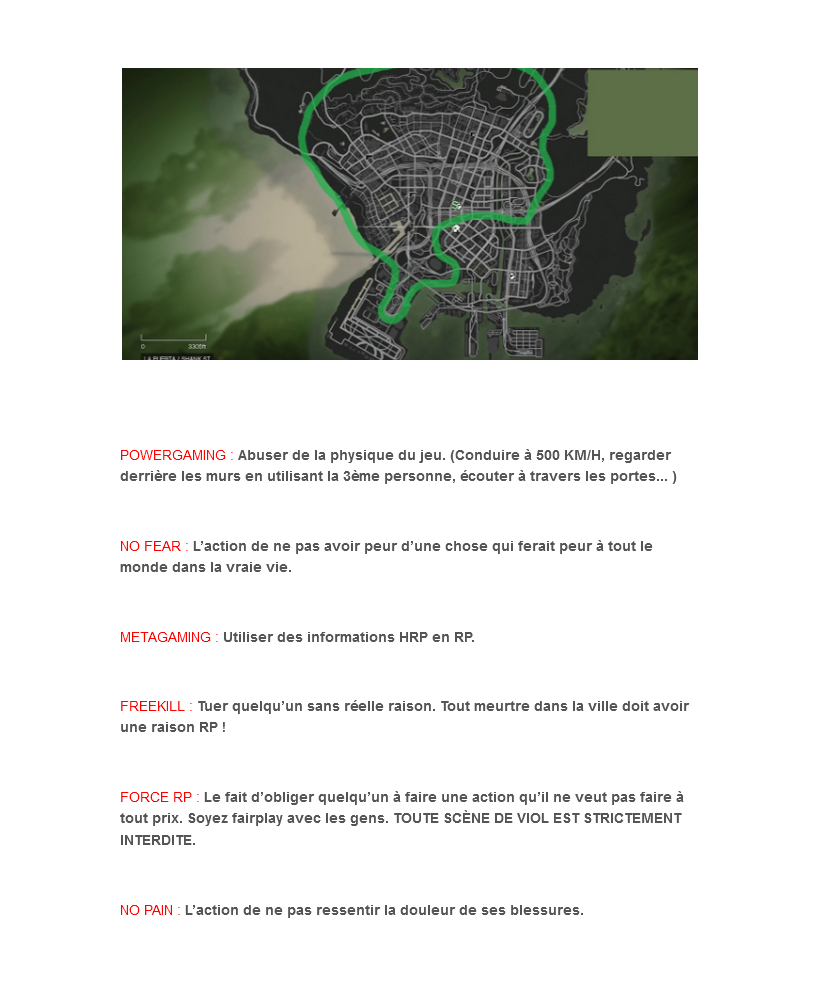 0 3305ft
LA PUERTA / SHANK ST
POWERGAMING : Abuser de la physique du jeu. (Conduire à 500 KM/H, regarder
derrière les murs en utilisant la 3ème personne, écouter à travers les portes... )
NO FEAR : L’action de ne pas avoir peur d’une chose qui ferait peur à tout le
monde dans la vraie vie.
METAGAMING : Utiliser des informations HRP en RP.
FREEKILL : Tuer quelqu’un sans réelle raison. Tout meurtre dans la ville doit avoir
une raison RP !
FORCE RP : Le fait d’obliger quelqu’un à faire une action qu’il ne veut pas faire à
tout prix. Soyez fairplay avec les gens. TOUTE SCÈNE DE VIOL EST STRICTEMENT
INTERDITE.
NO PAIN : L’action de ne pas ressentir la douleur de ses blessures.